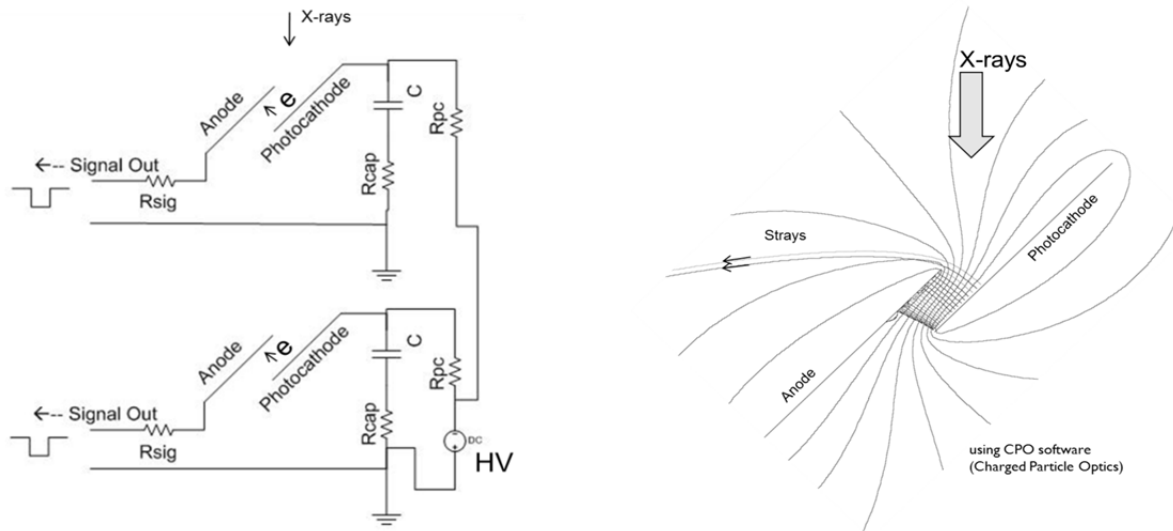 X-rays
Anode
e
Photocathode
C
Rpc
Rcap
<-- Signal Out
Rsig
Anode
e
Photocathode
C
Rpc
Rcap
<-- Signal Out
Rsig
DC
- 
+
HV
X-rays
Photocathode
Strays
Anode
using CPO software
(Charged Particle Optics)